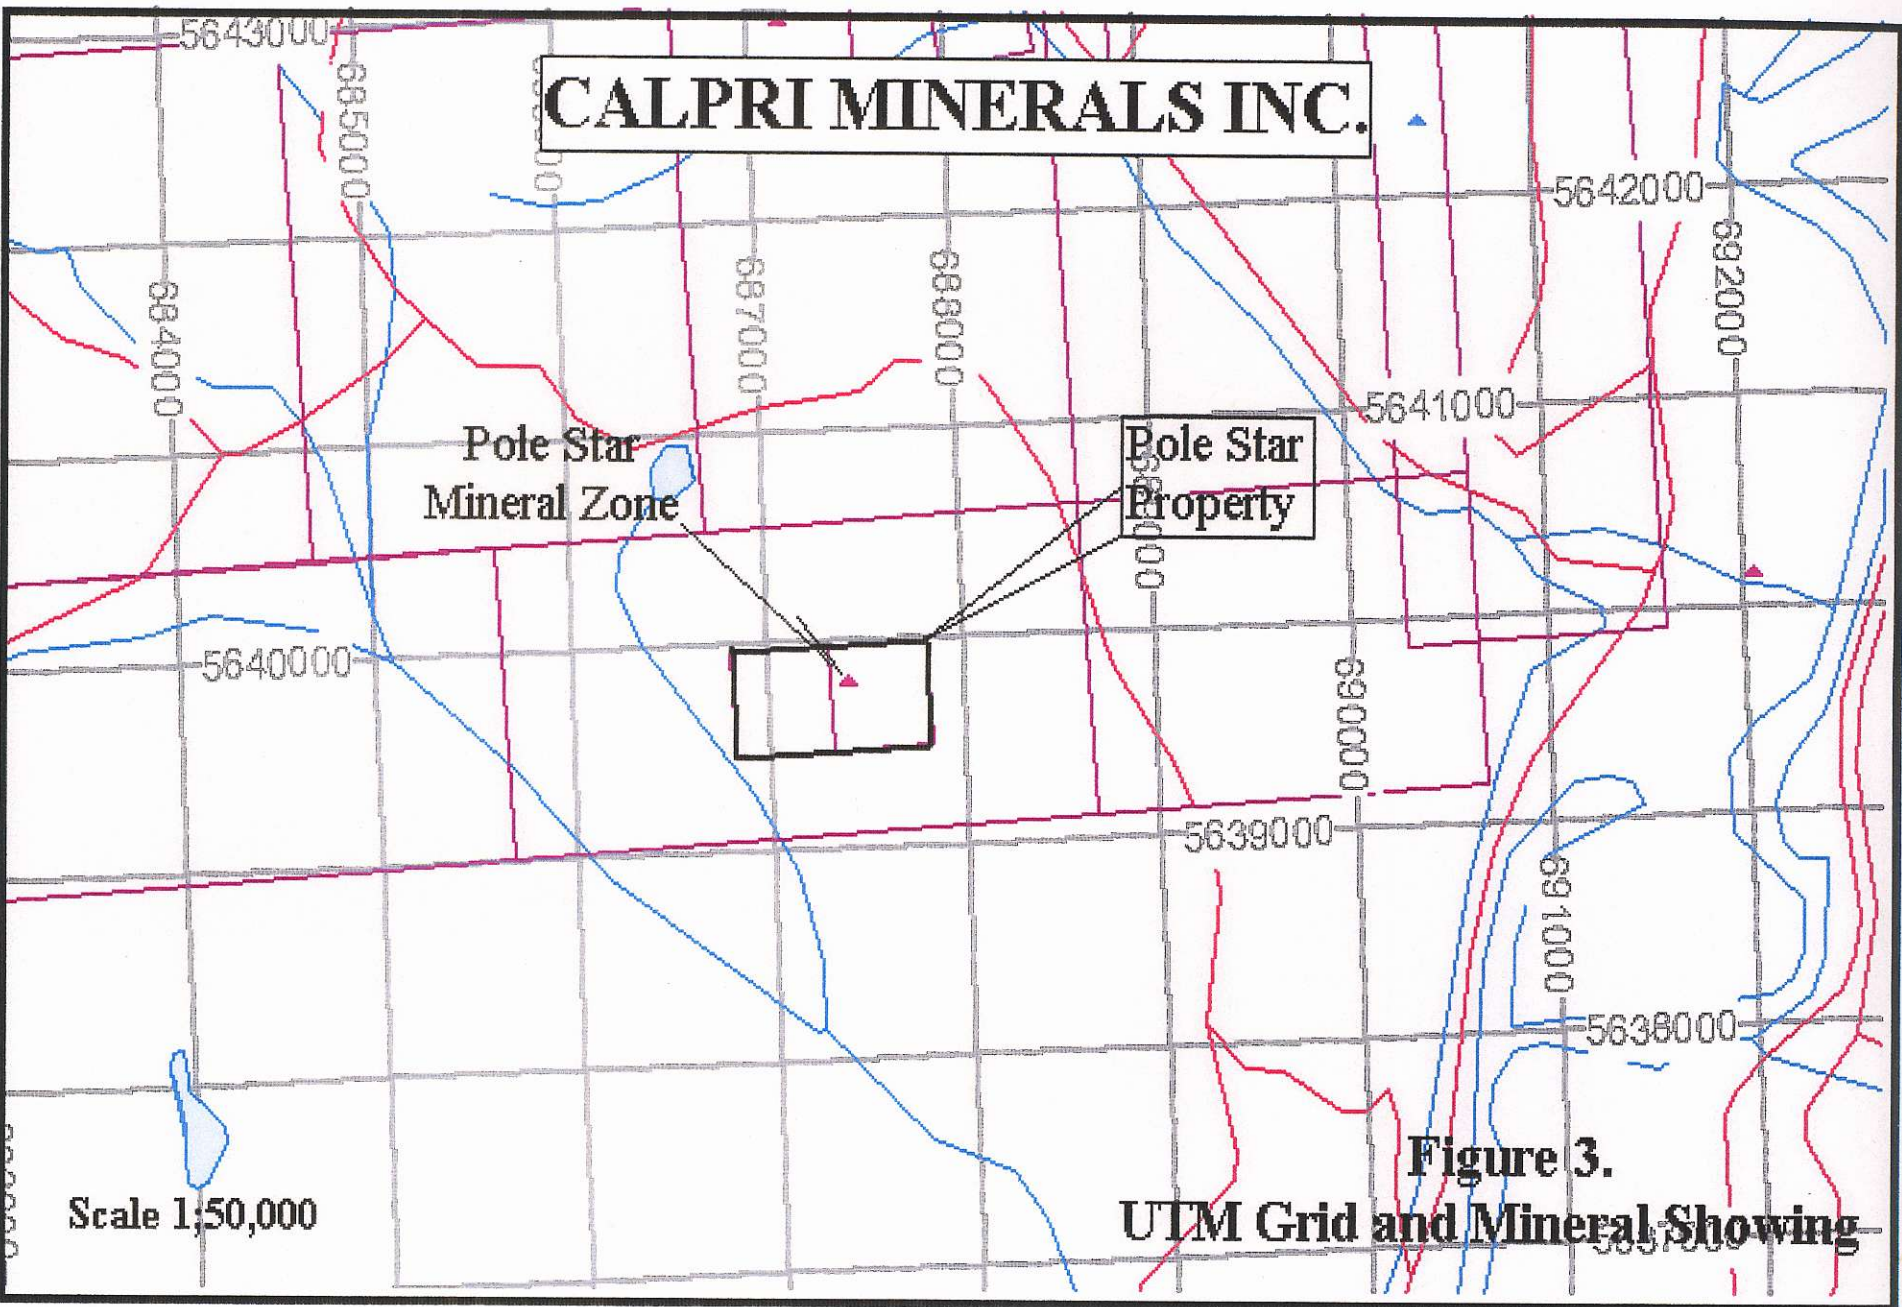 5643000
685000
CALPRI MINERALS INC.
5642000
692000
684000
687000
688000
5641000
Pole Star
Mineral Zone
Pole Star
Property
5640000
690000
5639000
691000
5638000
Figure 3.
Scale 1:50,000
UTM Grid and Mineral Showing